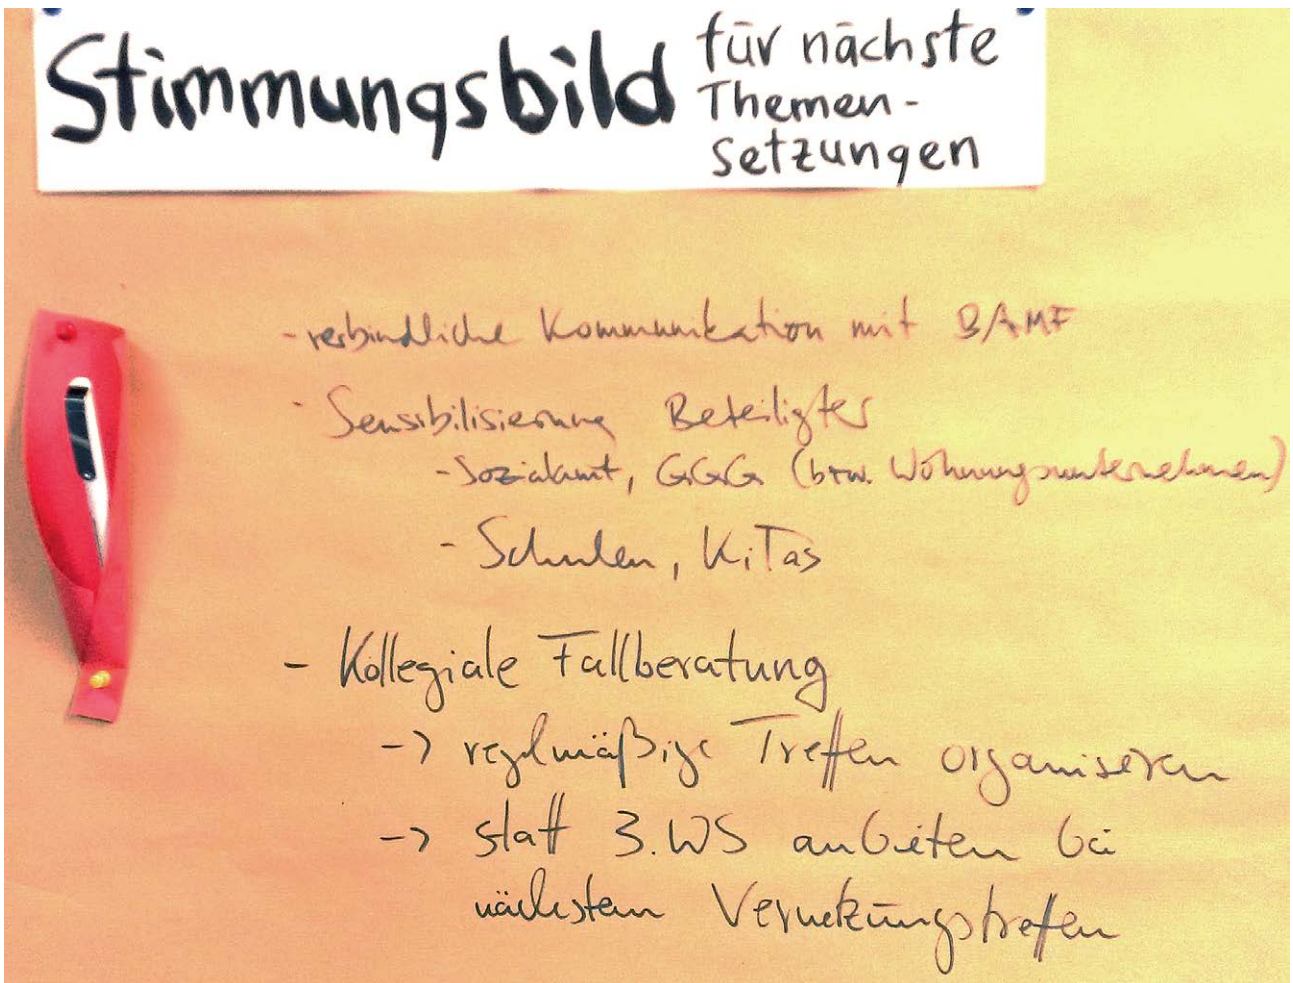 Stimmungsbild für nächste
Themen-
setzungen
- verbindliche Kommunikation mit BAMF
- Sensibilisierung Beteiligter
- Sozialamt, GGG (bzw. Wohnungsunternehmen)
- Schulen, KiTas
- Kollegiale Fallberatung
-> regelmäßige Treffen organisieren
-> statt 3. WS anbieten bei
nächstem Vernetzungstreffen